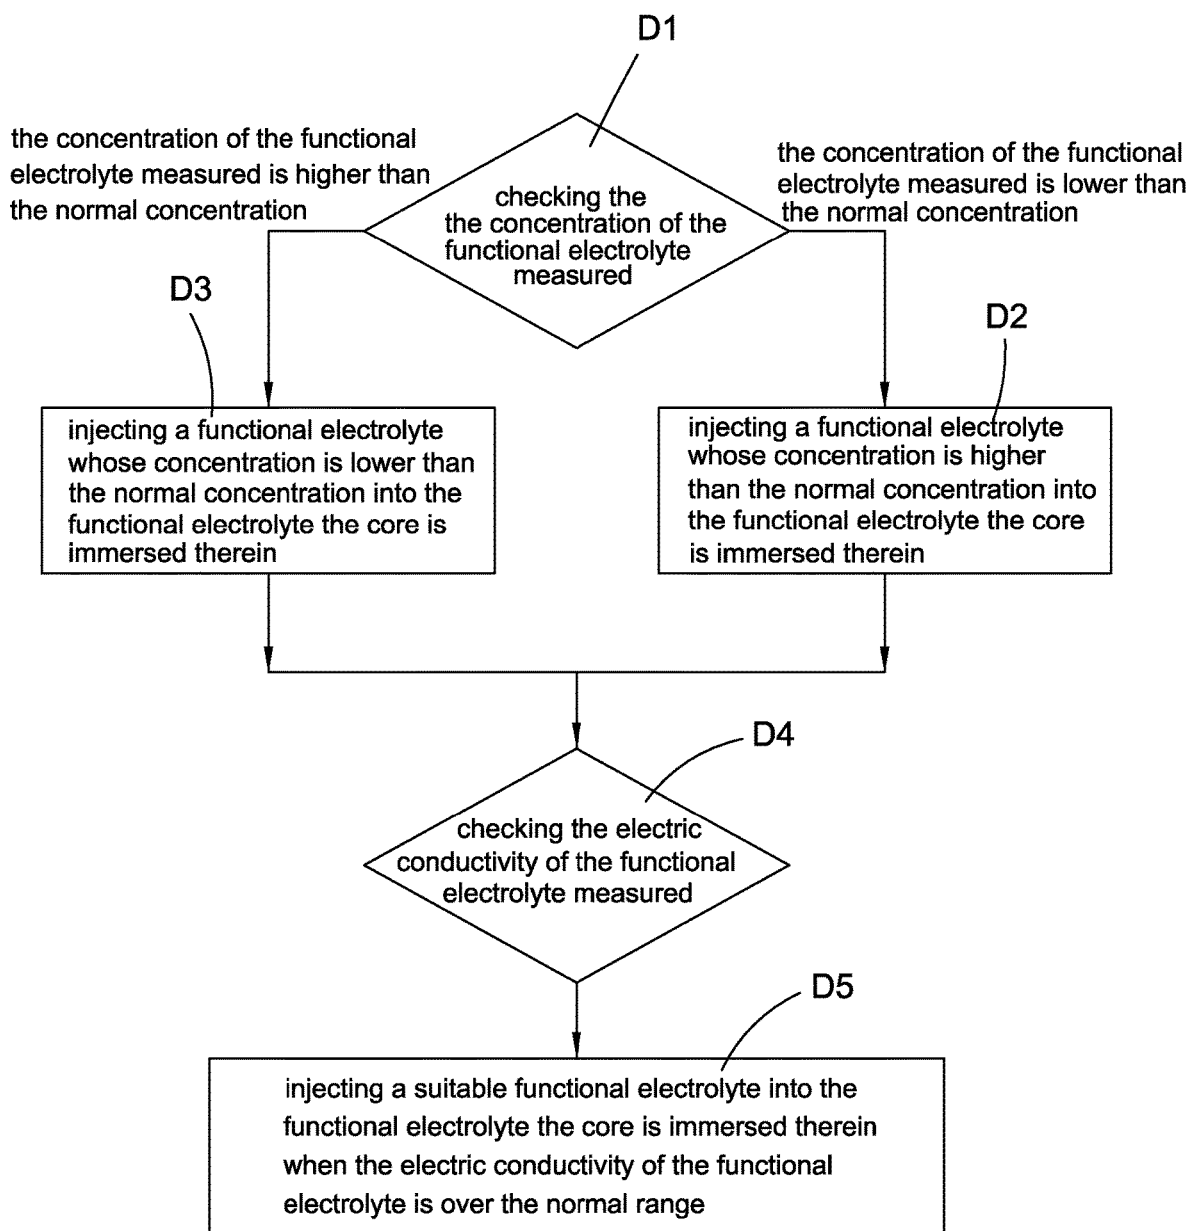 D1
the concentration of the functional
electrolyte measured is higher than
the normal concentration
the concentration of the functional
electrolyte measured is lower than
the normal concentration
checking the
the concentration of the
functional electrolyte
measured
D3
D2
injecting a functional electrolyte
whose concentration is lower than
the normal concentration into the
functional electrolyte the core is
immersed therein
injecting a functional electrolyte
whose concentration is higher
than the normal concentration into
the functional electrolyte the core
is immersed therein
D4
checking the electric
conductivity of the functional
electrolyte measured
D5
injecting a suitable functional electrolyte into the
functional electrolyte the core is immersed therein
when the electric conductivity of the functional
electrolyte is over the normal range